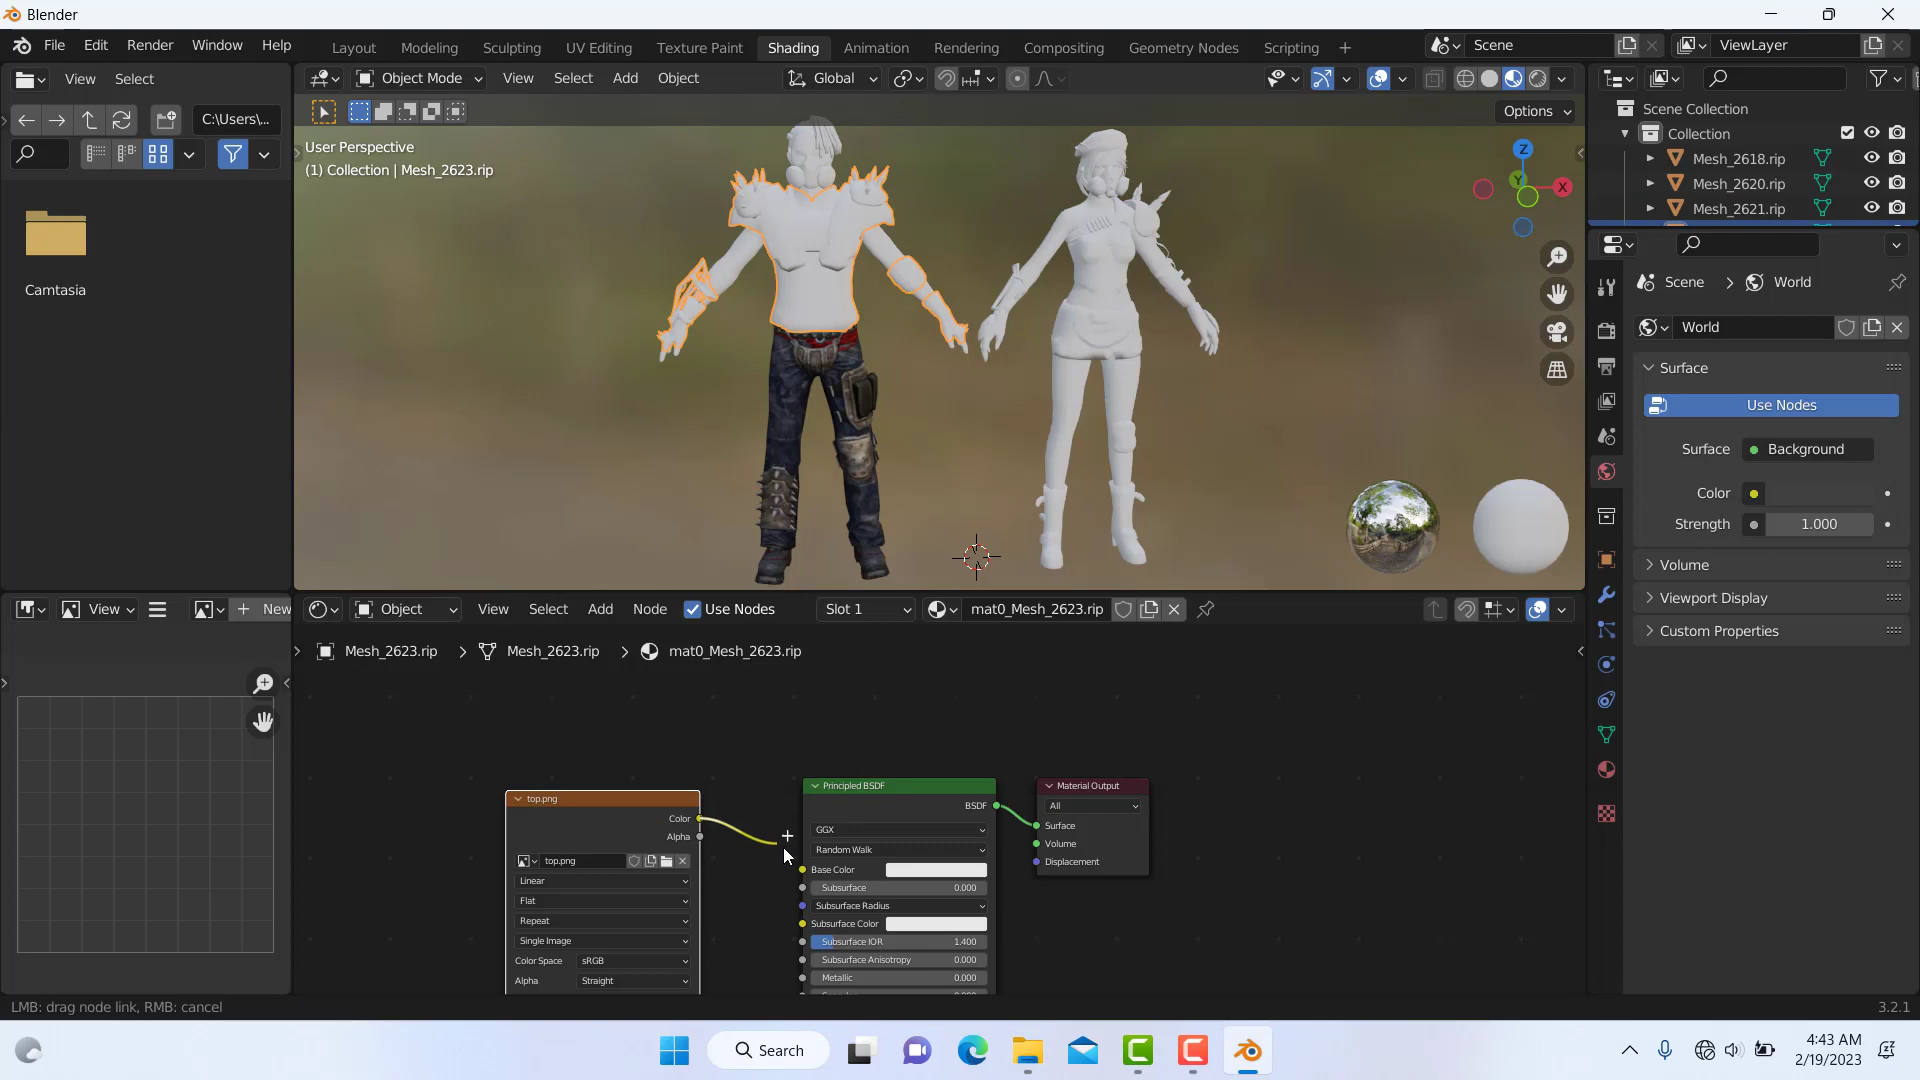 Blender
File Edit Render Window Help Layout Modeling Sculpting UV Editing Texture Paint Shading Animation Rendering Compositing Geometry Nodes Scripting Scene ViewLayer
View Select Object Mode View Select Add Object Global
C:\Users\... Options
User Perspective
(1) Collection | Mesh_2623.rip
Z
Y
X
Camtasia
Scene Collection
Collection
Mesh_2618.rip
Mesh_2620.rip
Mesh_2621.rip
Scene > World
World
Surface
Use Nodes
Surface Background
Color
Strength 1.000
Volume
Viewport Display
Custom Properties
View New Object View Select Add Node Use Nodes Slot 1 mat0_Mesh_2623.rip
Mesh_2623.rip > Mesh_2623.rip > mat0_Mesh_2623.rip
top.png
Color
Alpha
top.png
Linear
Flat
Repeat
Single Image
Color Space sRGB
Alpha Straight
Principled BSDF
BSDF
GGX
Random Walk
Base Color
Subsurface 0.000
Subsurface Radius
Subsurface Color
Subsurface IOR 1.400
Subsurface Anisotropy 0.000
Metallic 0.000
Material Output
All
Surface
Volume
Displacement
LMB: drag node link, RMB: cancel 3.2.1
Search
4:43 AM
2/19/2023